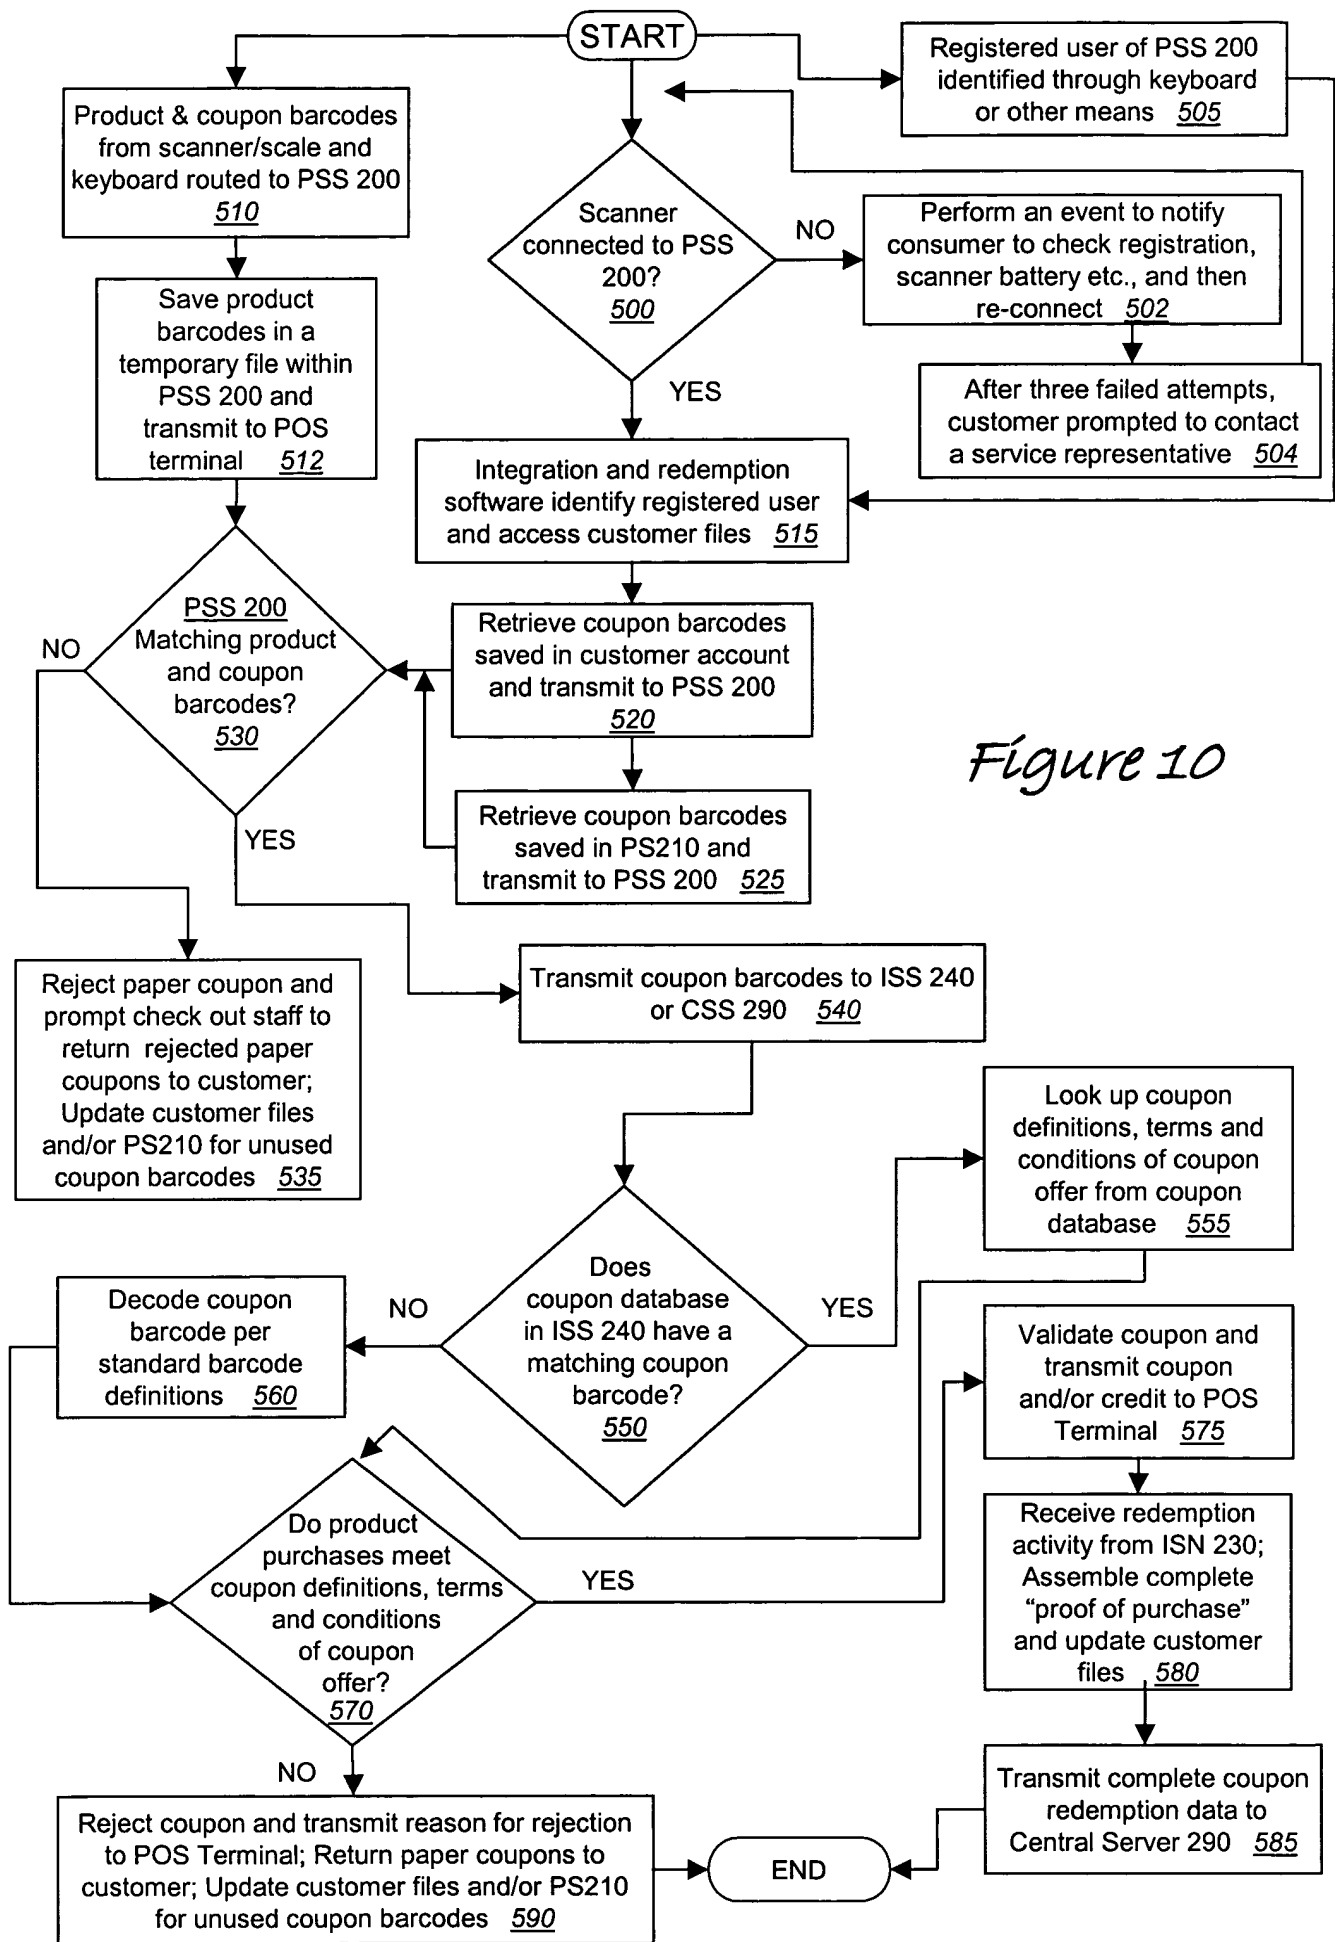 START
Registered user of PSS 200
identified through keyboard
or other means 505
Product & coupon barcodes
from scanner/scale and
keyboard routed to PSS 200
510
Scanner
connected to PSS
200?
500
NO
Perform an event to notify
consumer to check registration,
scanner battery etc., and then
re-connect 502
Save product
barcodes in a
temporary file within
PSS 200 and
transmit to POS
terminal 512
YES
After three failed attempts,
customer prompted to contact
a service representative 504
Integration and redemption
software identify registered user
and access customer files 515
PSS 200
Matching product
and coupon
barcodes?
530
NO
Retrieve coupon barcodes
saved in customer account
and transmit to PSS 200
520
Figure 10
Retrieve coupon barcodes
saved in PS210 and
transmit to PSS 200 525
YES
Reject paper coupon and
prompt check out staff to
return rejected paper
coupons to customer;
Update customer files
and/or PS210 for unused
coupon barcodes 535
Transmit coupon barcodes to ISS 240
or CSS 290 540
Look up coupon
definitions, terms and
conditions of coupon
offer from coupon
database 555
Does
coupon database
in ISS 240 have a
matching coupon
barcode?
550
NO
YES
Decode coupon
barcode per
standard barcode
definitions 560
Validate coupon and
transmit coupon
and/or credit to POS
Terminal 575
Do product
purchases meet
coupon definitions, terms
and conditions
of coupon
offer?
570
YES
Receive redemption
activity from ISN 230;
Assemble complete
“proof of purchase”
and update customer
files 580
NO
Transmit complete coupon
redemption data to
Central Server 290 585
Reject coupon and transmit reason for rejection
to POS Terminal; Return paper coupons to
customer; Update customer files and/or PS210
for unused coupon barcodes 590
END